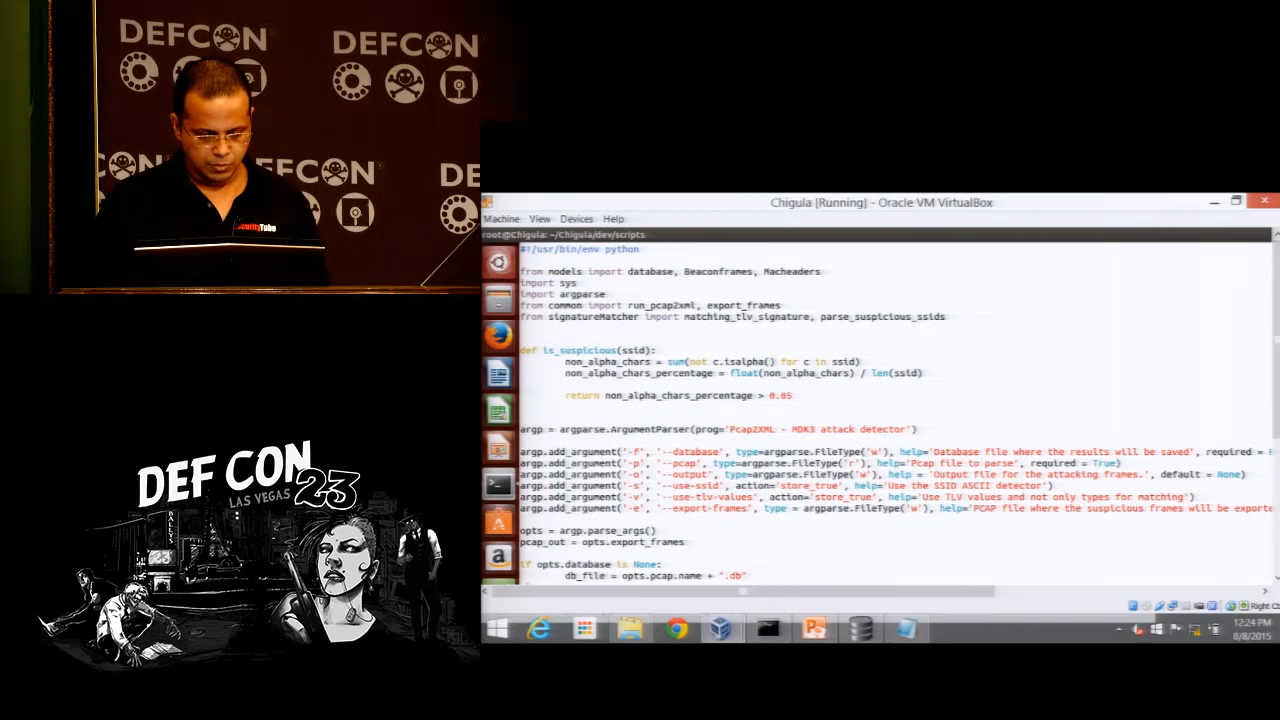 DEFCON
DEFCON
DEFCON
DEFCON
DE
SecurityTube
DEF CON
LAS VEGAS 23
BALLYS
Chigula [Running] - Oracle VM VirtualBox
Machine View Devices Help
root@Chigula: ~/Chigula/dev/scripts
#!/usr/bin/env python
from models import database, Beaconframes, Macheaders
import sys
import argparse
from common import run_pcap2xml, export_frames
from signatureMatcher import matching_tlv_signature, parse_suspicious_ssids
def is_suspicious(ssid):
non_alpha_chars = sum(not c.isalpha() for c in ssid)
non_alpha_chars_percentage = float(non_alpha_chars) / len(ssid)
return non_alpha_chars_percentage > 0.05
argp = argparse.ArgumentParser(prog='Pcap2XML - MDK3 attack detector')
argp.add_argument('-f', '--database', type=argparse.FileType('w'), help='Database file where the results will be saved', required =
argp.add_argument('-p', '--pcap', type=argparse.FileType('r'), help='Pcap file to parse', required = True)
argp.add_argument('-o', '--output', type=argparse.FileType('w'), help = 'Output file for the attacking frames.', default = None)
argp.add_argument('-s', '--use-ssid', action='store_true', help='Use the SSID ASCII detector')
argp.add_argument('-v', '--use-tlv-values', action='store_true', help='Use TLV values and not only types for matching')
argp.add_argument('-e', '--export-frames', type = argparse.FileType('w'), help='PCAP file where the suspicious frames will be exporte
opts = argp.parse_args()
pcap_out = opts.export_frames
if opts.database is None:
db_file = opts.pcap.name + ".db"
Right Ct
12:24 PM
8/8/2015